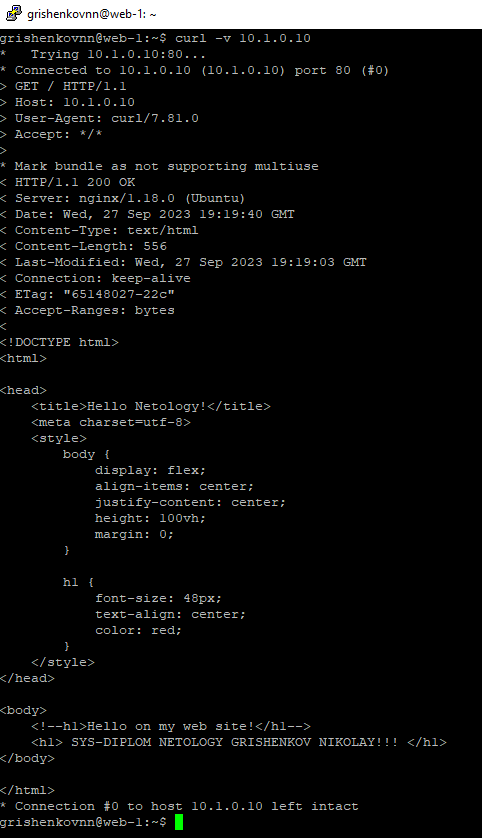 grishenkovnn@web-1: ~
grishenkovnn@web-1:~$ curl -v 10.1.0.10
*   Trying 10.1.0.10:80...
* Connected to 10.1.0.10 (10.1.0.10) port 80 (#0)
> GET / HTTP/1.1
> Host: 10.1.0.10
> User-Agent: curl/7.81.0
> Accept: */*
>
* Mark bundle as not supporting multiuse
< HTTP/1.1 200 OK
< Server: nginx/1.18.0 (Ubuntu)
< Date: Wed, 27 Sep 2023 19:19:40 GMT
< Content-Type: text/html
< Content-Length: 556
< Last-Modified: Wed, 27 Sep 2023 19:19:03 GMT
< Connection: keep-alive
< ETag: "65148027-22c"
< Accept-Ranges: bytes
<
<!DOCTYPE html>
<html>

<head>
    <title>Hello Netology!</title>
    <meta charset=utf-8>
    <style>
        body {
            display: flex;
            align-items: center;
            justify-content: center;
            height: 100vh;
            margin: 0;
        }

        h1 {
            font-size: 48px;
            text-align: center;
            color: red;
        }
    </style>
</head>

<body>
    <!--h1>Hello on my web site!</h1-->
    <h1> SYS-DIPLOM NETOLOGY GRISHENKOV NIKOLAY!!! </h1>
</body>

</html>
* Connection #0 to host 10.1.0.10 left intact
grishenkovnn@web-1:~$